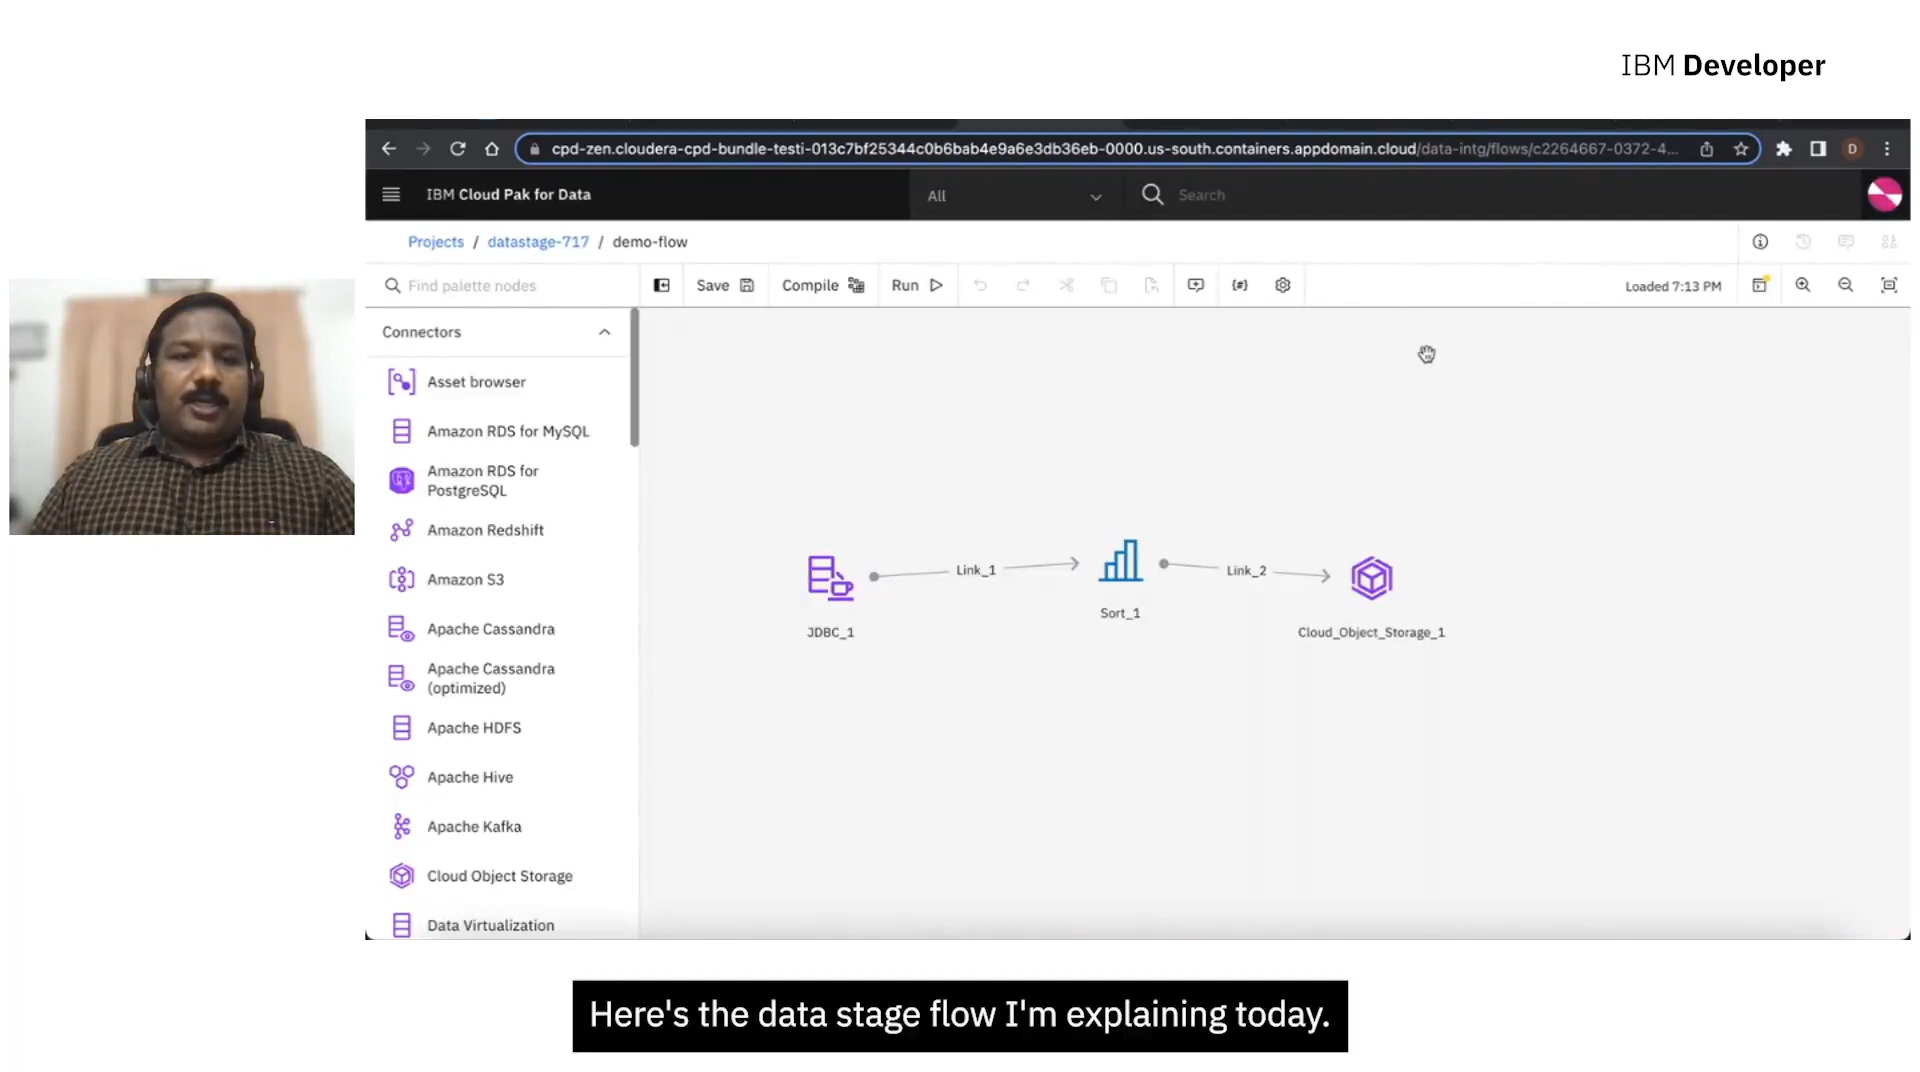 IBM Developer
cpd-zen.cloudera-cpd-bundle-testi-013c7bf25344c0b6bab4e9a6e3db36eb-0000.us-south.containers.appdomain.cloud/data-intg/flows/c2264667-0372-4...
D
IBM Cloud Pak for Data
All
Search
Projects / datastage-717 / demo-flow
Find palette nodes
Save
Compile
Run
Loaded 7:13 PM
Connectors
Asset browser
Amazon RDS for MySQL
Amazon RDS for
PostgreSQL
Amazon Redshift
Amazon S3
Apache Cassandra
Apache Cassandra
(optimized)
Apache HDFS
Apache Hive
Apache Kafka
Cloud Object Storage
Data Virtualization
Link_1
Link_2
JDBC_1
Sort_1
Cloud_Object_Storage_1
Here's the data stage flow I'm explaining today.